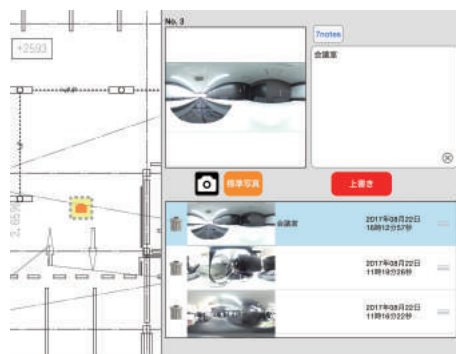 No. 3
+2593
7notes
会議室
標準写真
上書き
会議室
2017年08月22日
16時12分57秒
2017年08月22日
11時19分26秒
2017年08月22日
11時16分22秒